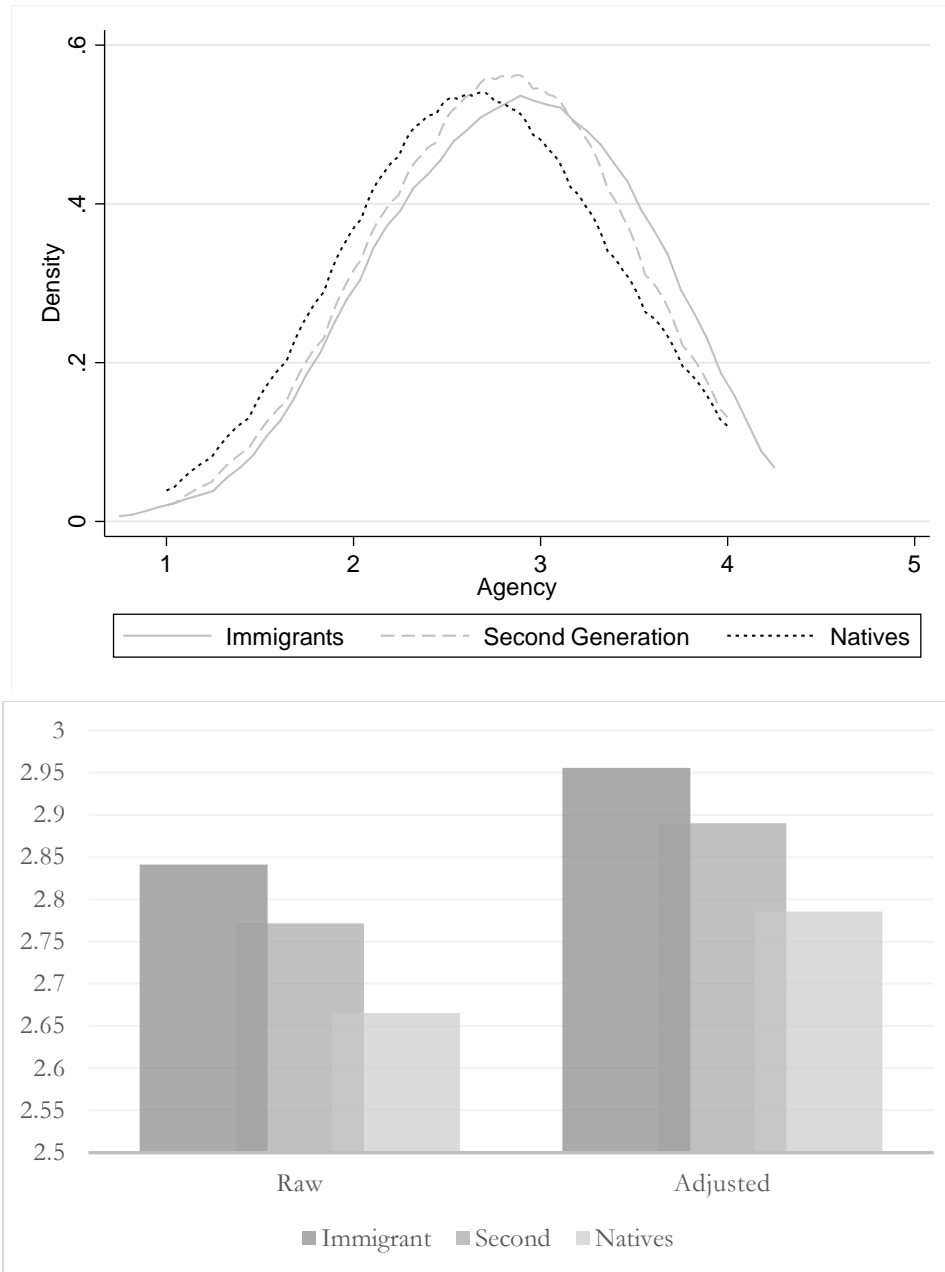 .6
.4
.2
0
Density
1 2 3 4 5
Agency
Immigrants Second Generation Natives
3
2.95
2.9
2.85
2.8
2.75
2.7
2.65
2.6
2.55
2.5
Raw Adjusted
Immigrant Second Natives